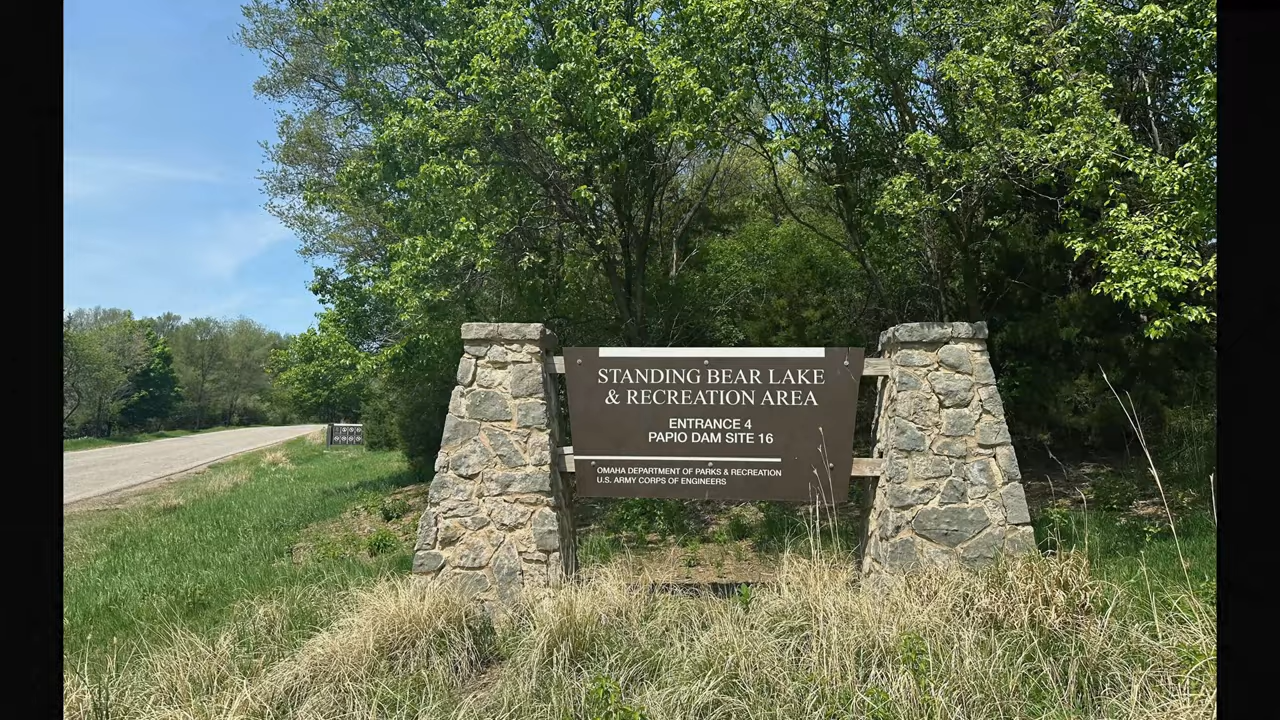 STANDING BEAR LAKE
& RECREATION AREA
ENTRANCE 4
PAPIO DAM SITE 16
OMAHA DEPARTMENT OF PARKS & RECREATION
U.S. ARMY CORPS OF ENGINEERS